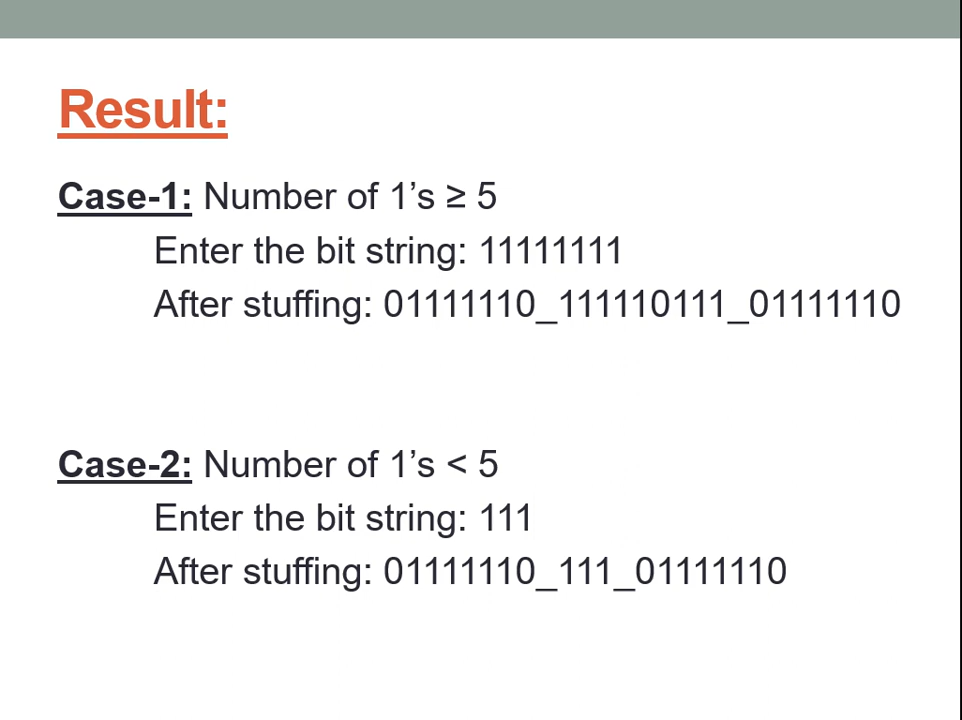 Result:
Case-1: Number of 1’s ≥ 5
Enter the bit string: 11111111
After stuffing: 01111110_111110111_01111110
Case-2: Number of 1’s < 5
Enter the bit string: 111
After stuffing: 01111110_111_01111110